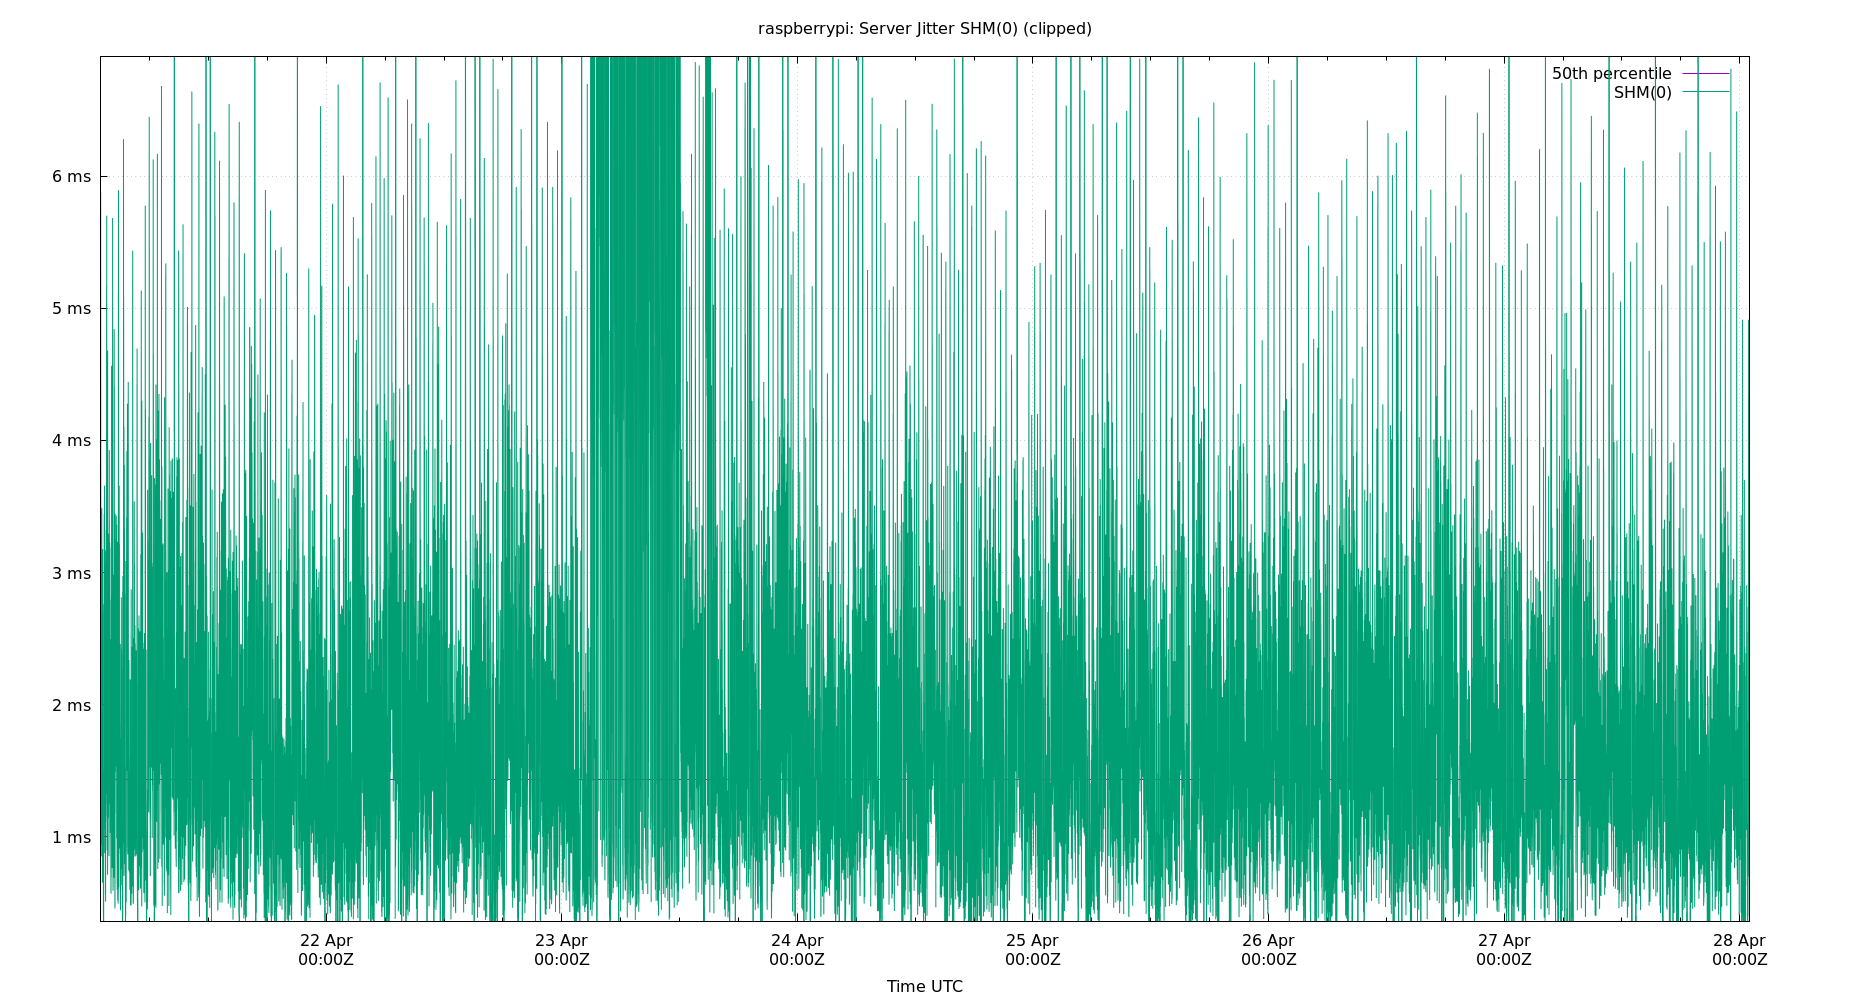 raspberrypi: Server Jitter SHM(0) (clipped)
50th percentile
SHM(0)
6 ms
5 ms
4 ms
3 ms
2 ms
1 ms
22 Apr 23 Apr 24 Apr 25 Apr 26 Apr 27 Apr 28 Apr
00:00Z 00:00Z 00:00Z 00:00Z 00:00Z 00:00Z 00:00Z
Time UTC